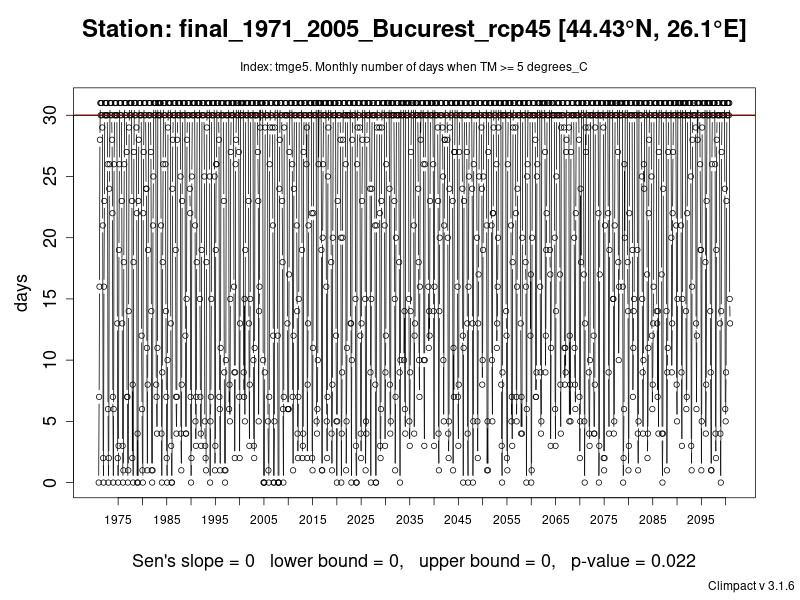 Station: final_1971_2005_Bucurest_rcp45 [44.43°N, 26.1°E]
Index: tmge5. Monthly number of days when TM >= 5 degrees_C
30
25
20
15
10
5
0
days
1975 1985 1995 2005 2015 2025 2035 2045 2055 2065 2075 2085 2095
Sen's slope = 0 lower bound = 0, upper bound = 0, p-value = 0.022
Climpact v 3.1.6